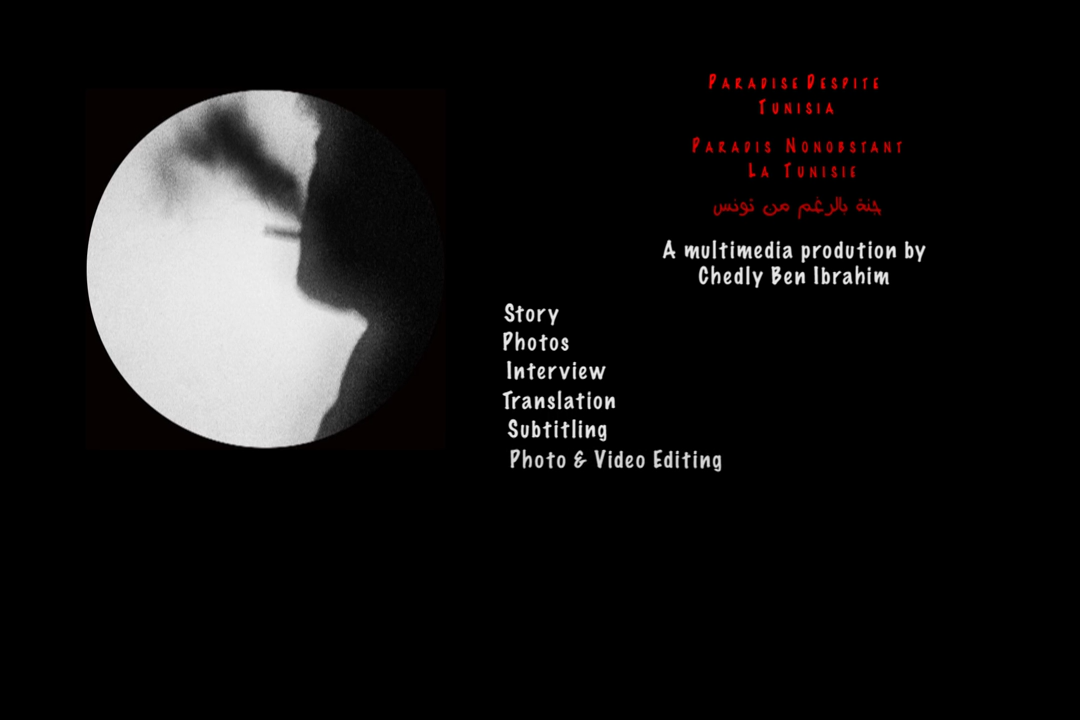 PARADISE DESPITE
TUNISIA
PARADIS NONOBSTANT
LA TUNISIE
جنة بالرغم من تونس
A multimedia prodution by
Chedly Ben Ibrahim
Story
Photos
Interview
Translation
Subtitling
Photo & Video Editing